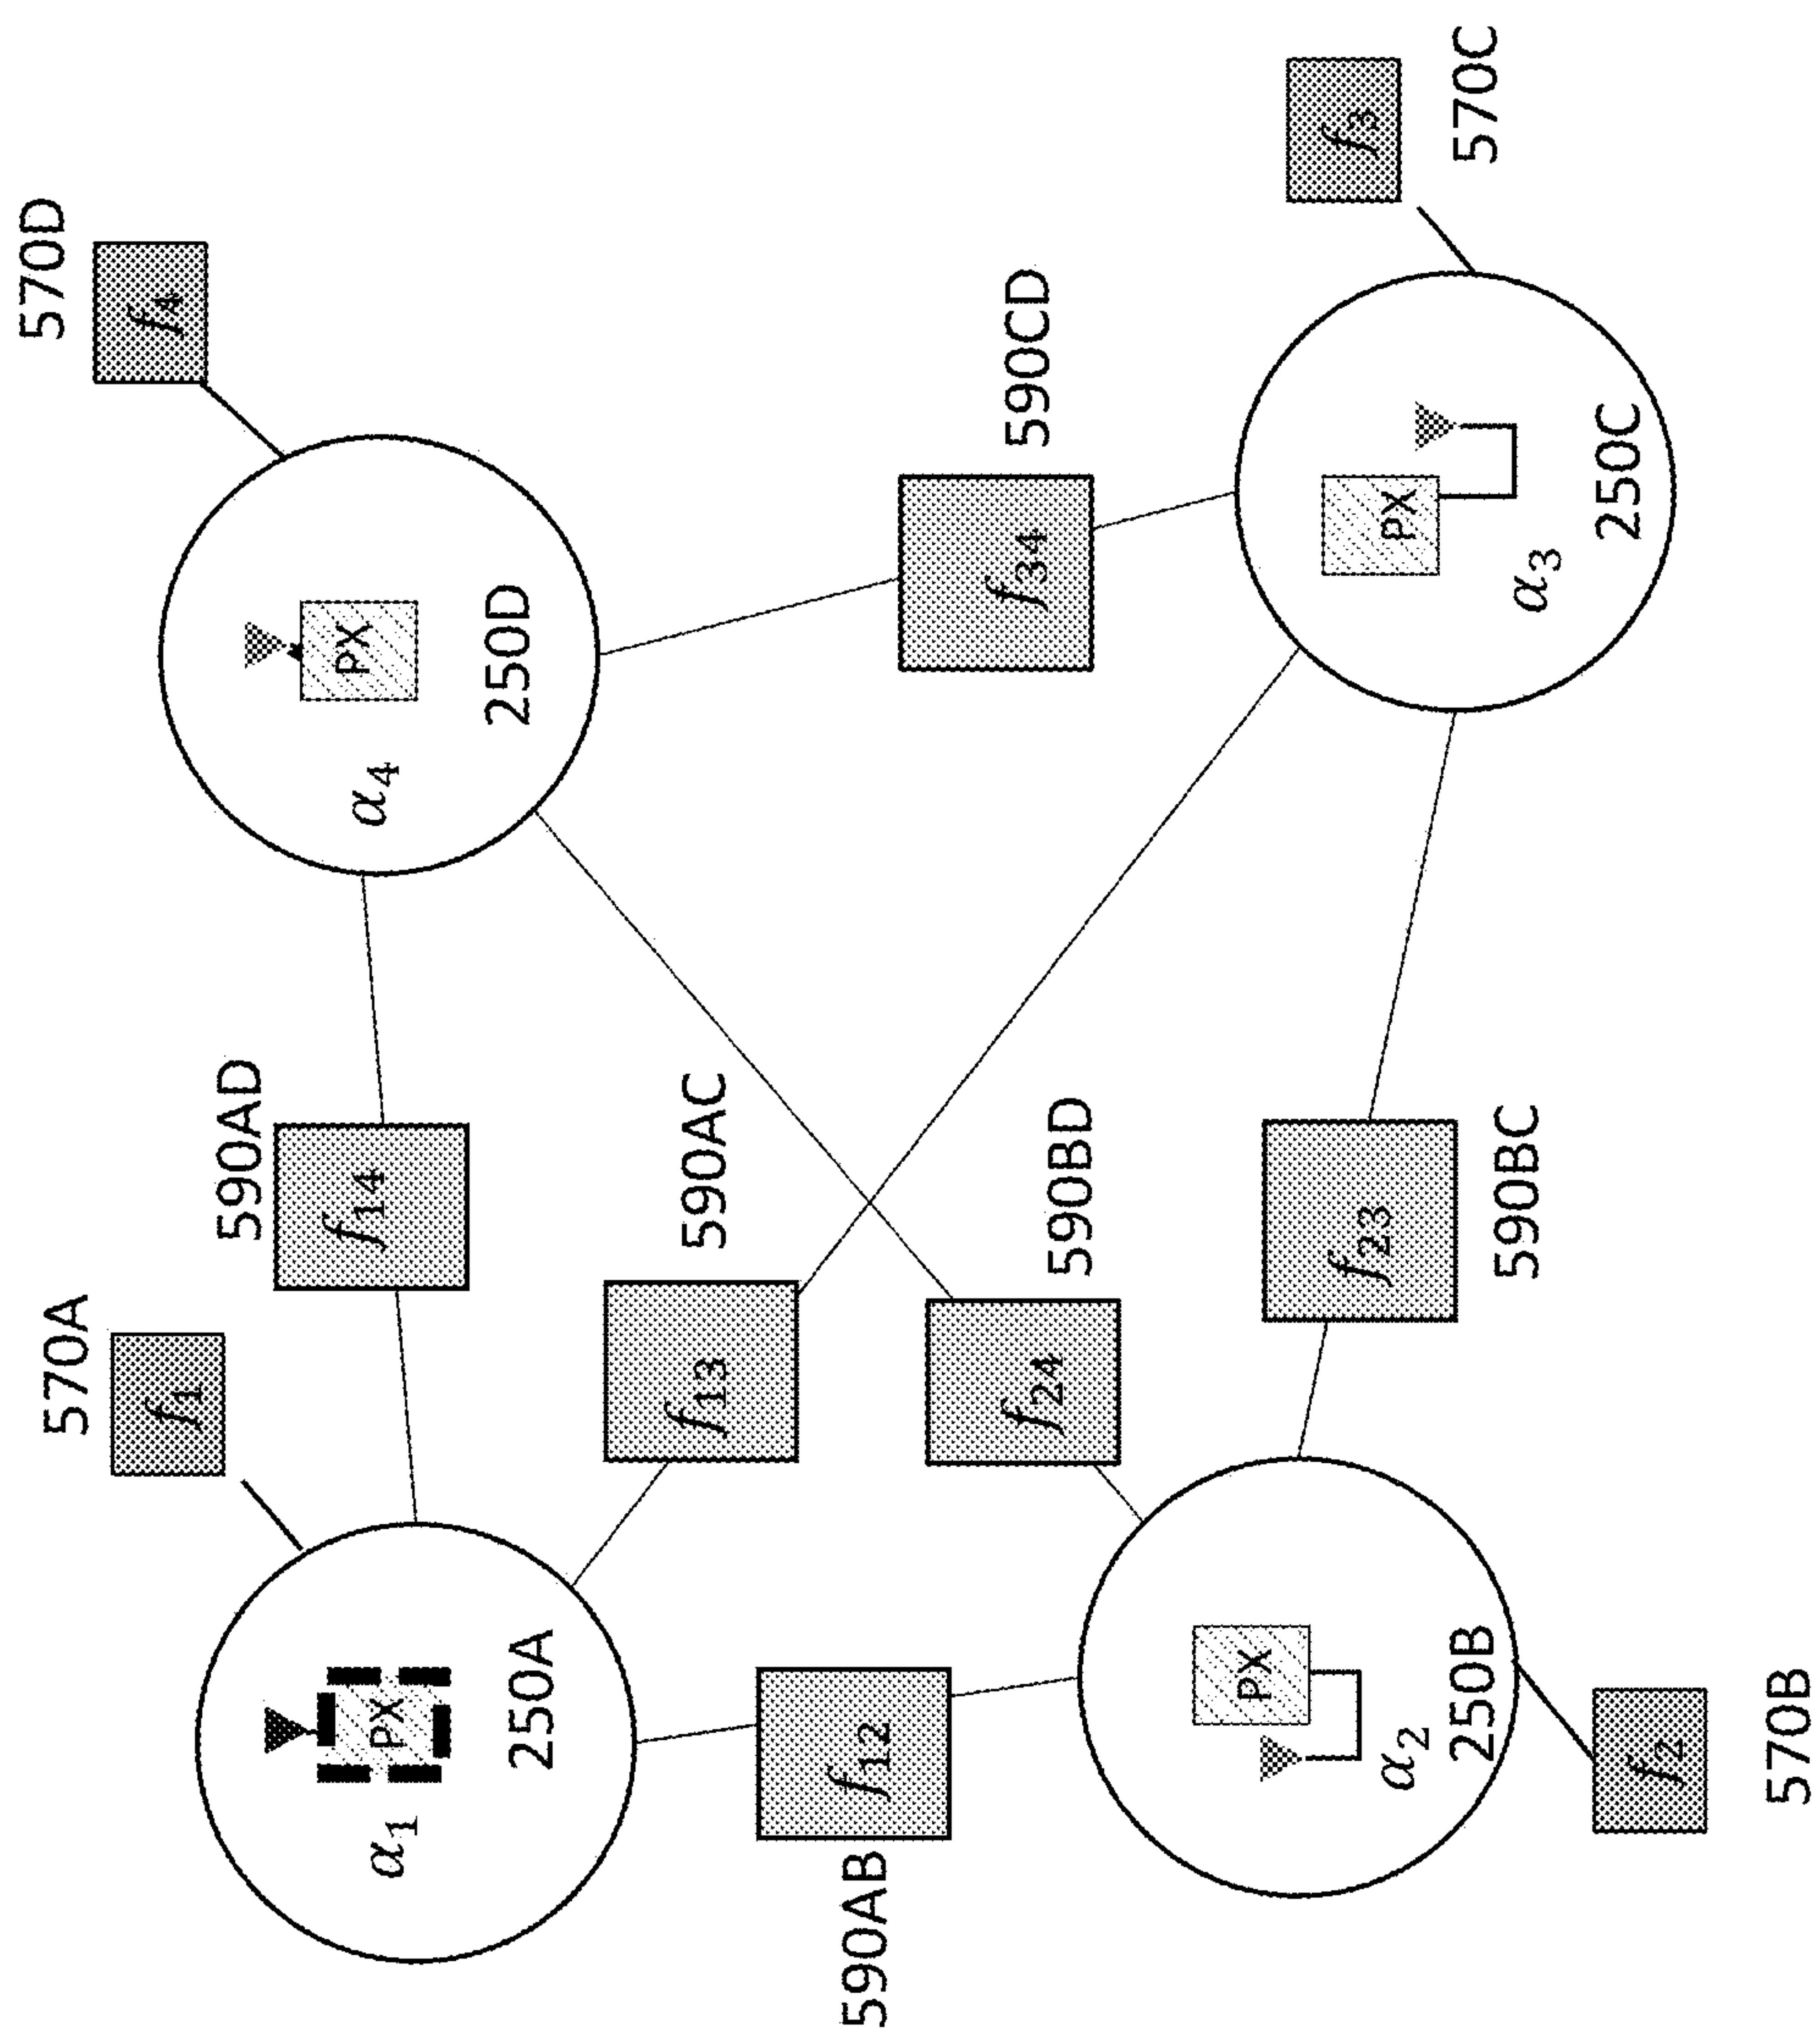 570A
570D
f₁
f₄
590AD
f₁₄
PX
α₁
250A
PX
α₄
250D
590AC
f₁₃
590AB
f₁₂
590CD
f₃₄
590BD
f₂₄
PX
α₂
250B
f₂₃
590BC
f₃
570C
PX
α₃
250C
f₂
570B